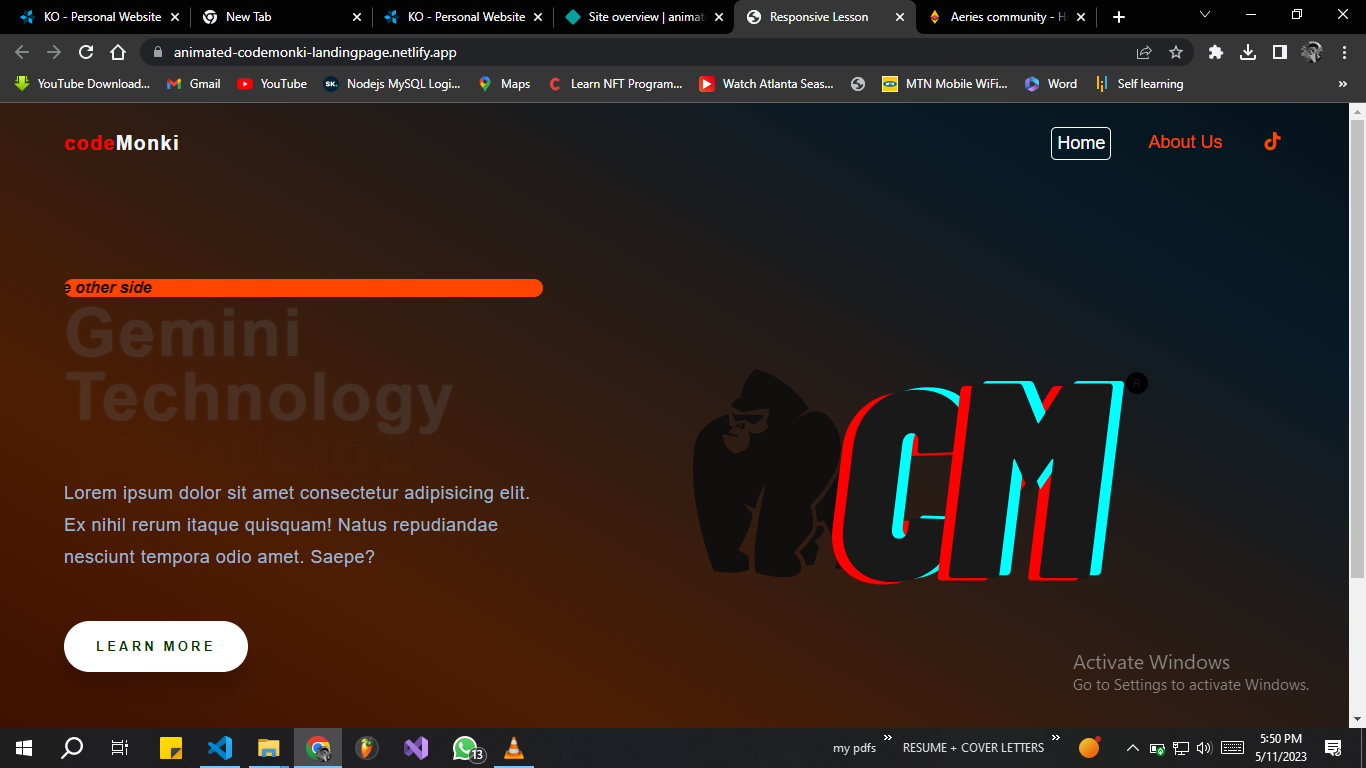 KO - Personal Website
New Tab
KO - Personal Website
Site overview | animat
Responsive Lesson
Aeries community - H
animated-codemonki-landingpage.netlify.app
YouTube Download...
Gmail
YouTube
SK.
Nodejs MySQL Logi...
Maps
Learn NFT Program...
Watch Atlanta Seas...
MTN Mobile WiFi...
Word
Self learning
»
codeMonki
Home
About Us
e other side
Gemini
Technology
CM
R
Lorem ipsum dolor sit amet consectetur adipisicing elit.
Ex nihil rerum itaque quisquam! Natus repudiandae
nesciunt tempora odio amet. Saepe?
LEARN MORE
Activate Windows
Go to Settings to activate Windows.
13
my pdfs
»
RESUME + COVER LETTERS
»
5:50 PM
5/11/2023